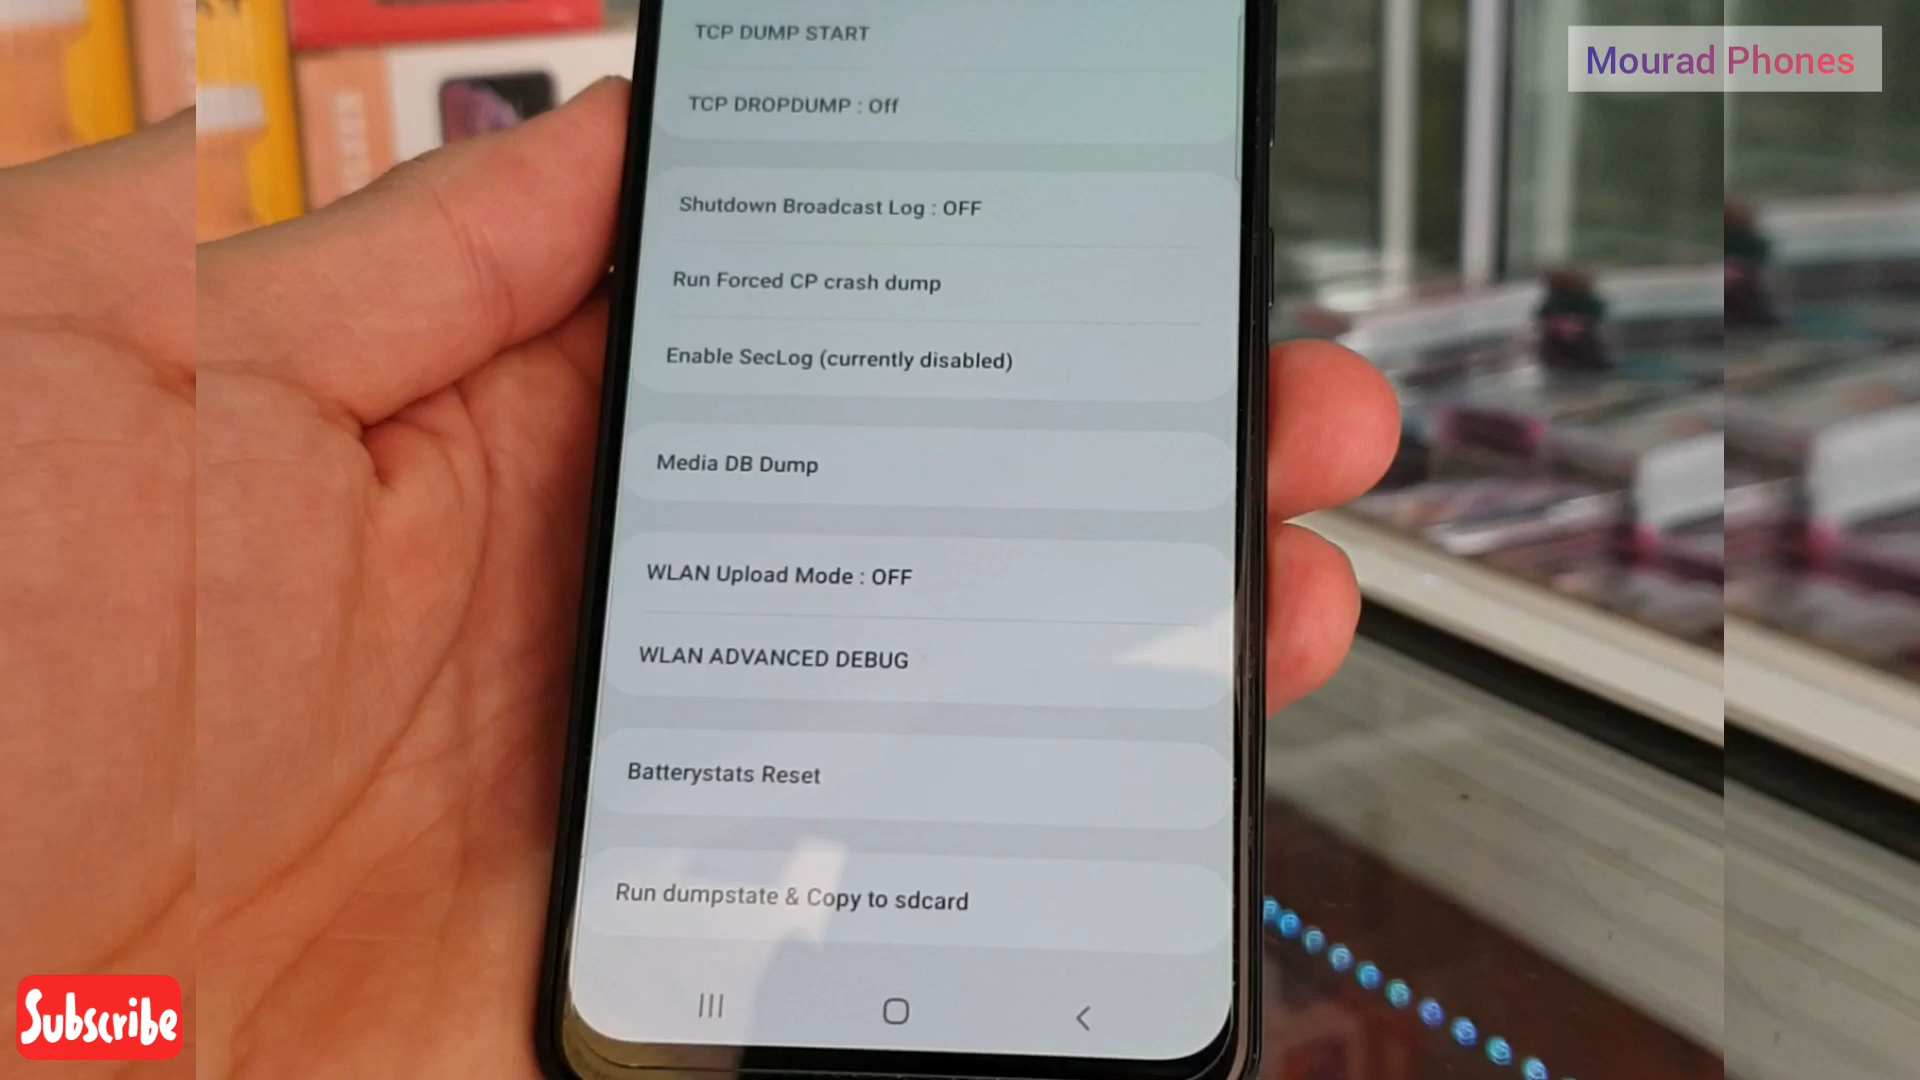 Mourad Phones
TCP DUMP START
TCP DROPDUMP : Off
Shutdown Broadcast Log : OFF
Run Forced CP crash dump
Enable SecLog (currently disabled)
Media DB Dump
WLAN Upload Mode : OFF
WLAN ADVANCED DEBUG
Batterystats Reset
Run dumpstate & Copy to sdcard
Subscribe